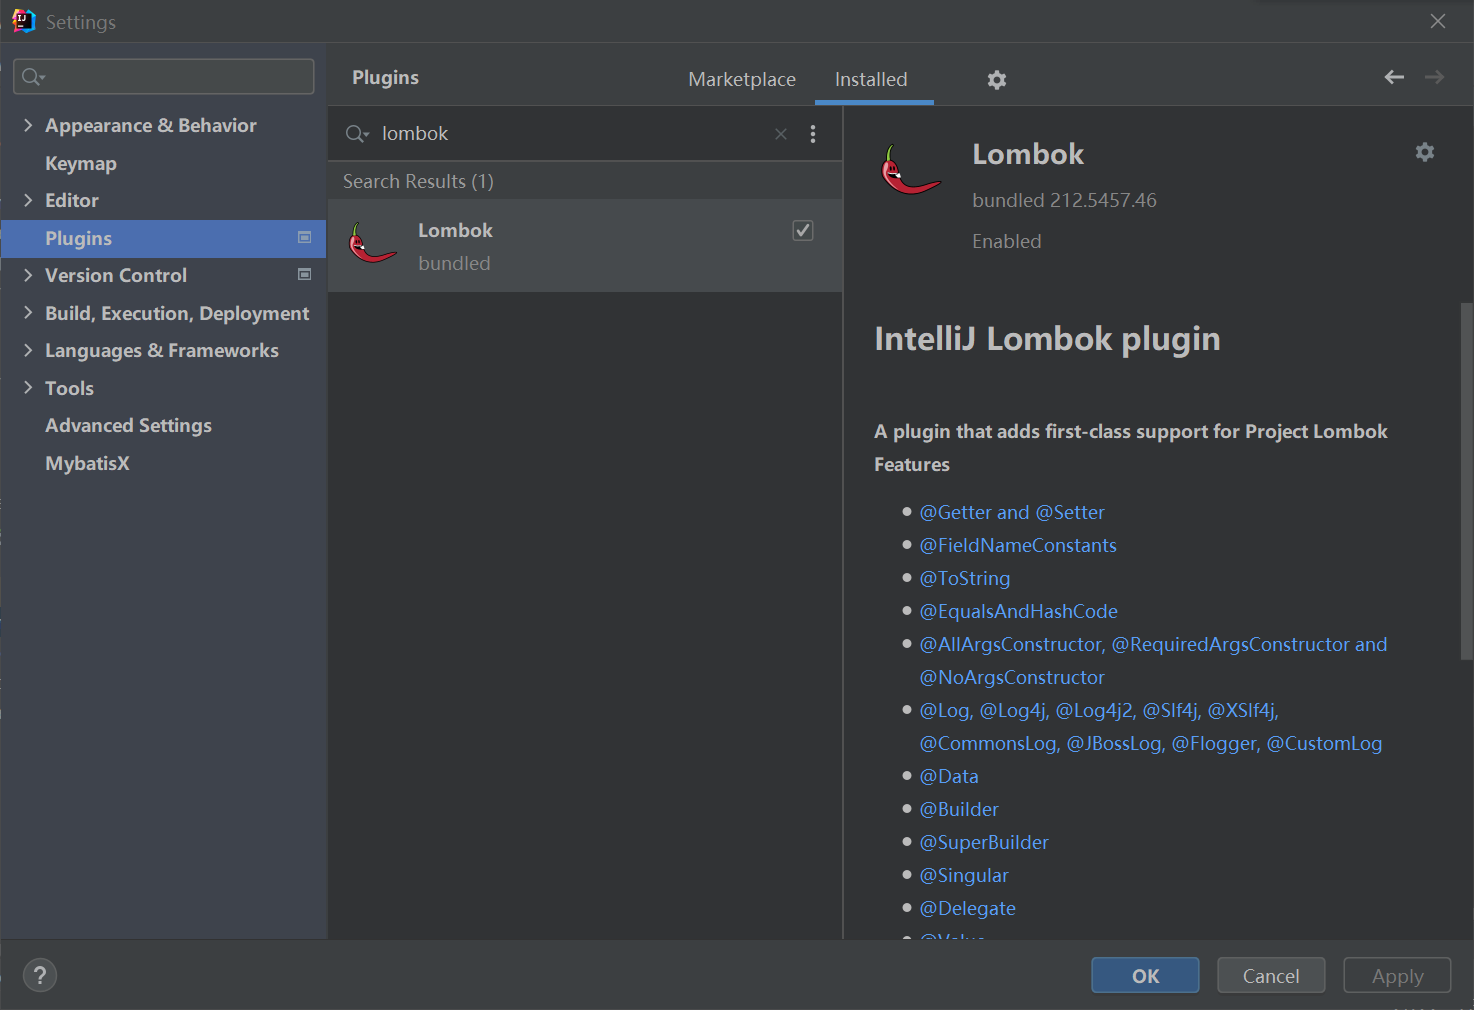 Settings
Appearance & Behavior
Keymap
Editor
Plugins
Version Control
Build, Execution, Deployment
Languages & Frameworks
Tools
Advanced Settings
MybatisX
Plugins
Marketplace
Installed
lombok
Search Results (1)
Lombok
bundled
Lombok
bundled 212.5457.46
Enabled
IntelliJ Lombok plugin
A plugin that adds first-class support for Project Lombok
Features
@Getter and @Setter
@FieldNameConstants
@ToString
@EqualsAndHashCode
@AllArgsConstructor, @RequiredArgsConstructor and
@NoArgsConstructor
@Log, @Log4j, @Log4j2, @Slf4j, @XSlf4j,
@CommonsLog, @JBossLog, @Flogger, @CustomLog
@Data
@Builder
@SuperBuilder
@Singular
@Delegate
@Value
?
OK
Cancel
Apply